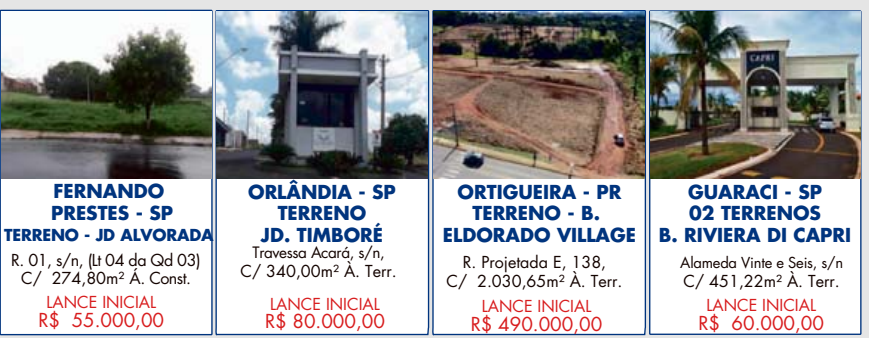 FERNANDO
PRESTES - SP
TERRENO - JD ALVORADA
R. 01, s/n, (Lt 04 da Qd 03)
C/ 274,80m² Á. Const.
LANCE INICIAL
R$ 55.000,00
ORLÂNDIA - SP
TERRENO
JD. TIMBORÉ
Travessa Acará, s/n,
C/ 340,00m² À. Terr.
LANCE INICIAL
R$ 80.000,00
ORTIGUEIRA - PR
TERRENO - B.
ELDORADO VILLAGE
R. Projetada E, 138,
C/ 2.030,65m² À. Terr.
LANCE INICIAL
R$ 490.000,00
CAPRI
GUARACI - SP
02 TERRENOS
B. RIVIERA DI CAPRI
Alameda Vinte e Seis, s/n
C/ 451,22m² À. Terr.
LANCE INICIAL
R$ 60.000,00